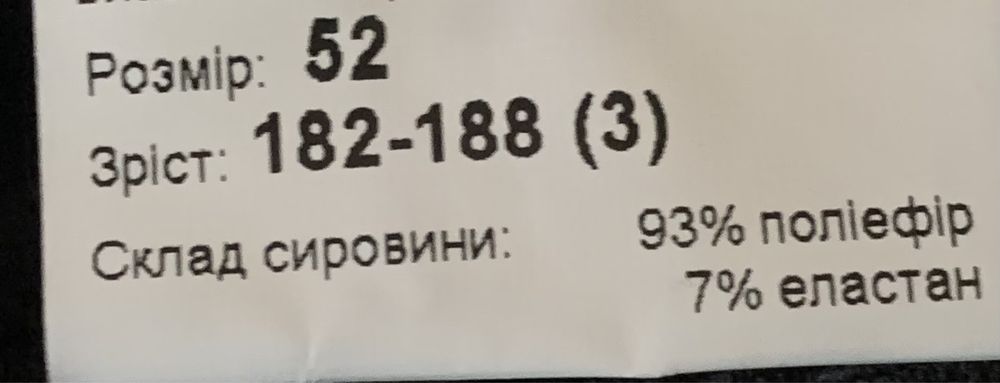 Розмір: 52
Зріст: 182-188 (3)
Склад сировини: 93% поліефір
7% еластан